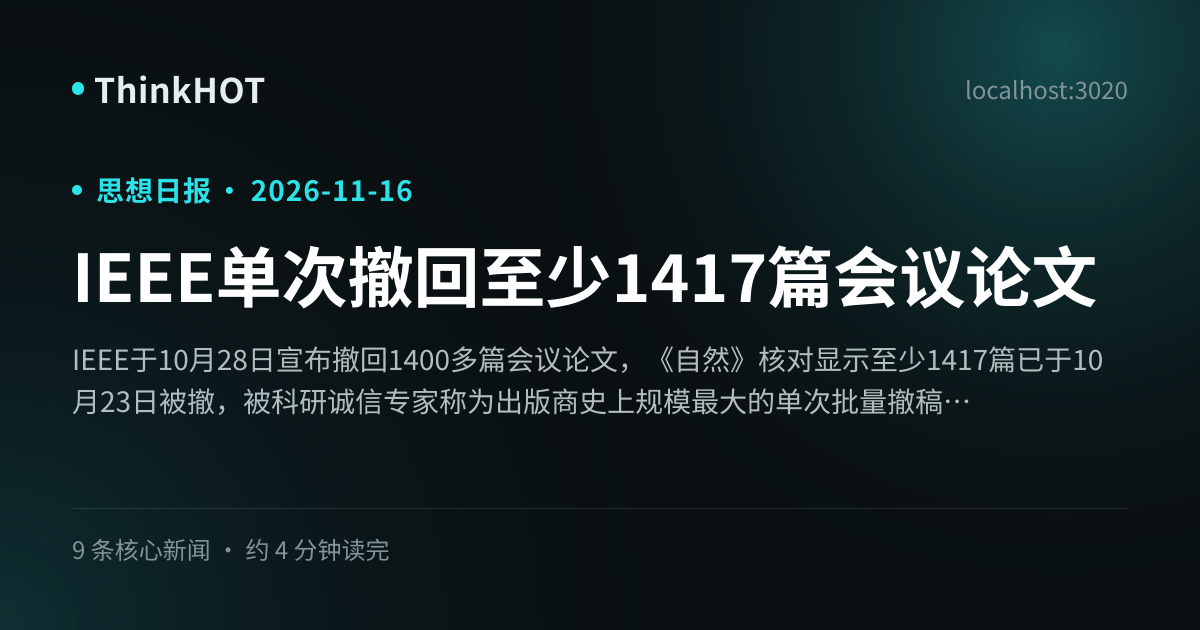 ThinkHOT
localhost:3020
思想日报 · 2026-11-16
IEEE单次撤回至少1417篇会议论文
IEEE于10月28日宣布撤回1400多篇会议论文，《自然》核对显示至少1417篇已于10
月23日被撤，被科研诚信专家称为出版商史上规模最大的单次批量撤稿…
9 条核心新闻 · 约 4 分钟读完